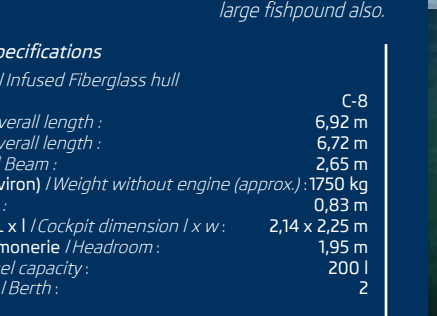 large fishpound also.
pecifications
/ Infused Fiberglass hull
C-8
verall length : 6,92 m
verall length : 6,72 m
/ Beam : 2,65 m
viron) / Weight without engine (approx.) : 1750 kg
: 0,83 m
L x l / Cockpit dimension l x w : 2,14 x 2,25 m
monerie / Headroom : 1,95 m
el capacity : 200 l
/ Berth : 2